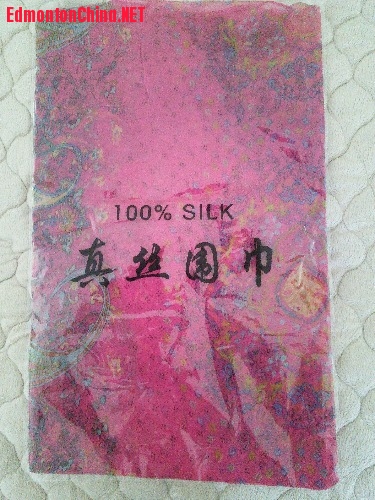 EdmontonChina.NET
100% SILK
真丝围巾